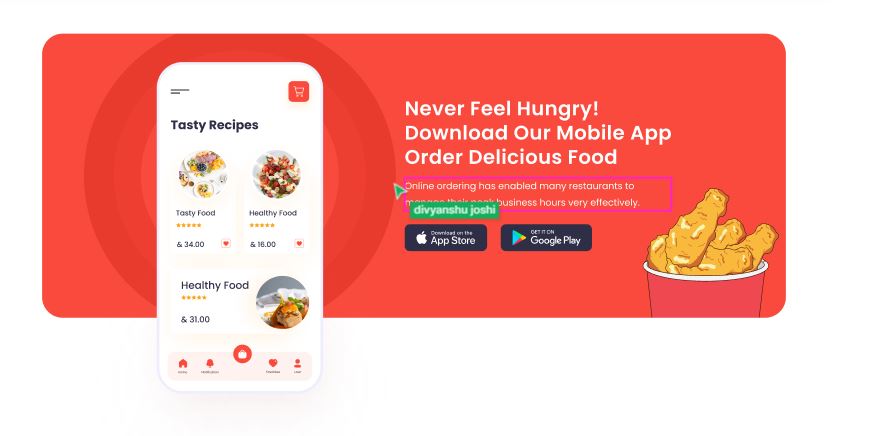 Tasty Recipes
Tasty Food
& 34.00
Healthy Food
& 16.00
Healthy Food
& 31.00
Home
Notification
Favorites
User
Never Feel Hungry!
Download Our Mobile App
Order Delicious Food
Online ordering has enabled many restaurants to
manage their peak business hours very effectively.
divyanshu joshi
Download on the
App Store
GET IT ON
Google Play